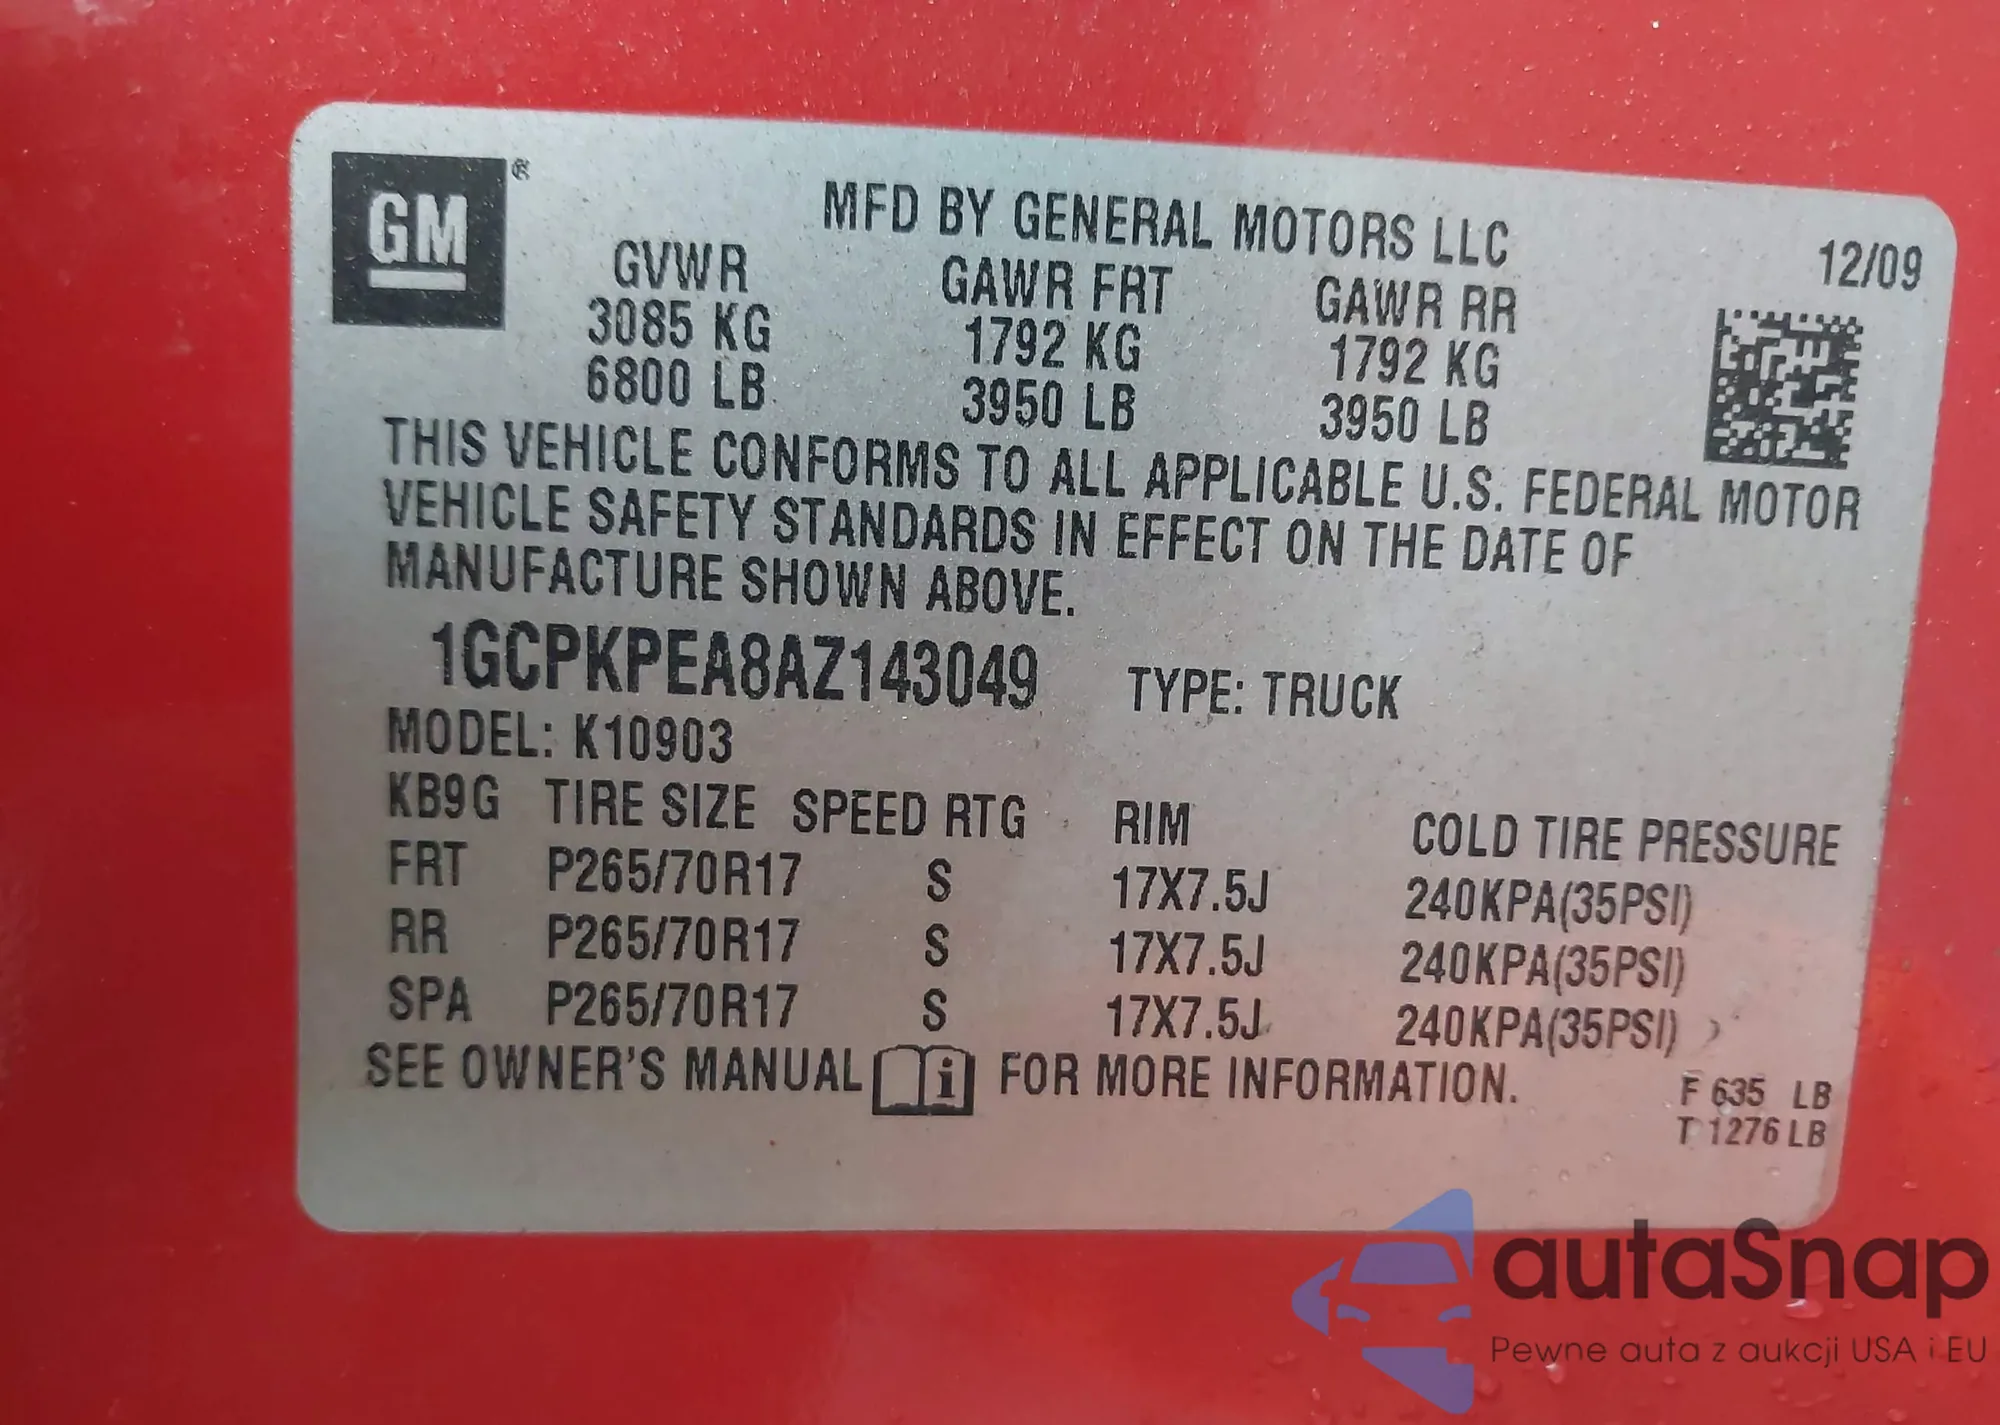 GM ®
MFD BY GENERAL MOTORS LLC
12/09
GVWR GAWR FRT GAWR RR
3085 KG 1792 KG 1792 KG
6800 LB 3950 LB 3950 LB
THIS VEHICLE CONFORMS TO ALL APPLICABLE U.S. FEDERAL MOTOR
VEHICLE SAFETY STANDARDS IN EFFECT ON THE DATE OF
MANUFACTURE SHOWN ABOVE.
1GCPKPEA8AZ143049 TYPE: TRUCK
MODEL: K10903
KB9G TIRE SIZE SPEED RTG RIM COLD TIRE PRESSURE
FRT P265/70R17 S 17X7.5J 240KPA(35PSI)
RR P265/70R17 S 17X7.5J 240KPA(35PSI)
SPA P265/70R17 S 17X7.5J 240KPA(35PSI)
SEE OWNER'S MANUAL i FOR MORE INFORMATION.
F 635 LB
T 1276 LB
autaSnap
Pewne auta z aukcji USA i EU